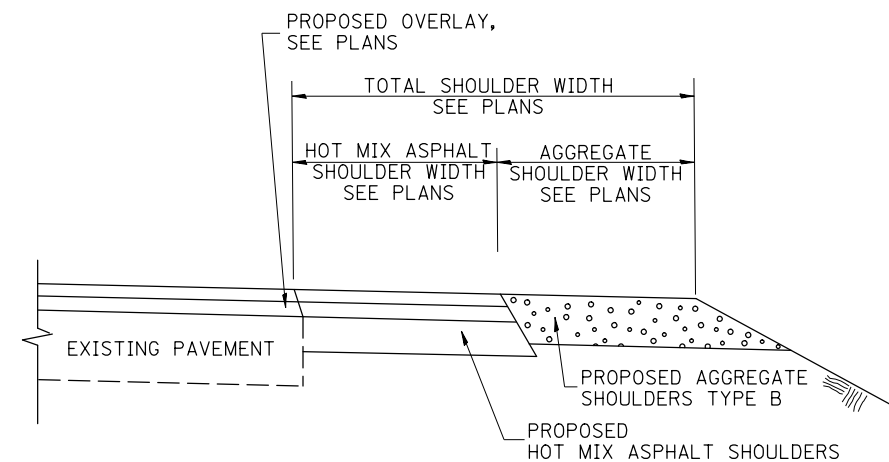 PROPOSED OVERLAY,
SEE PLANS
TOTAL SHOULDER WIDTH
SEE PLANS
HOT MIX ASPHALT
SHOULDER WIDTH
SEE PLANS
AGGREGATE
SHOULDER WIDTH
SEE PLANS
EXISTING PAVEMENT
PROPOSED AGGREGATE
SHOULDERS TYPE B
PROPOSED
HOT MIX ASPHALT SHOULDERS